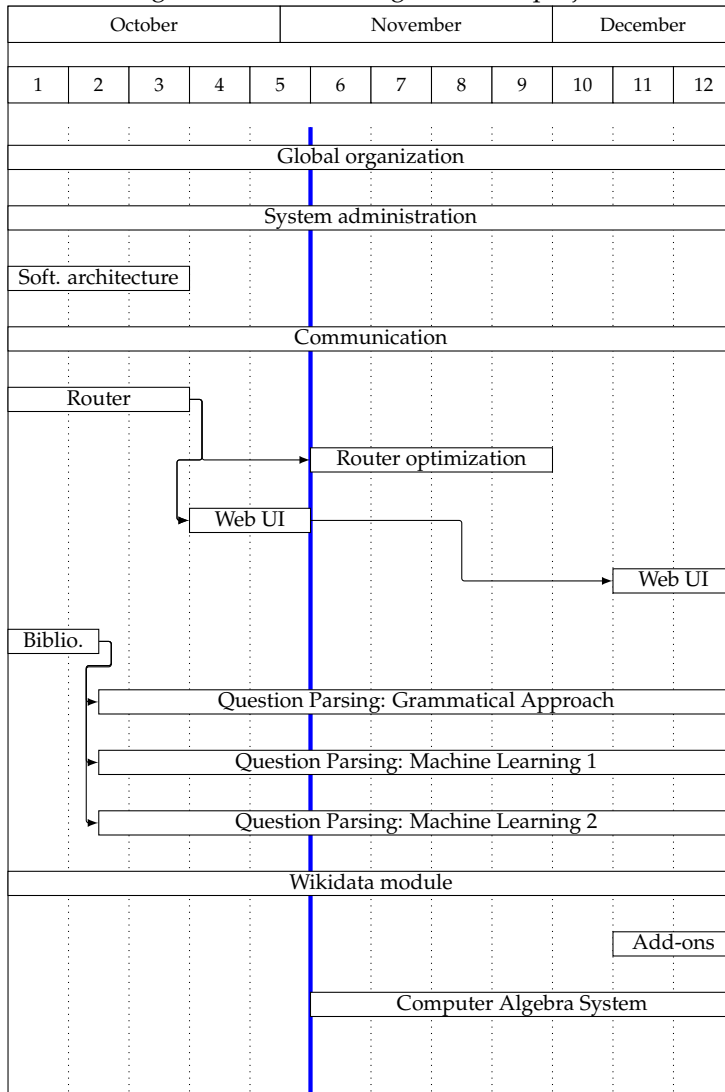 October November December
1 2 3 4 5 6 7 8 9 10 11 12
Global organization
System administration
Soft. architecture
Communication
Router
Router optimization
Web UI
Web UI
Biblio.
Question Parsing: Grammatical Approach
Question Parsing: Machine Learning 1
Question Parsing: Machine Learning 2
Wikidata module
Add-ons
Computer Algebra System